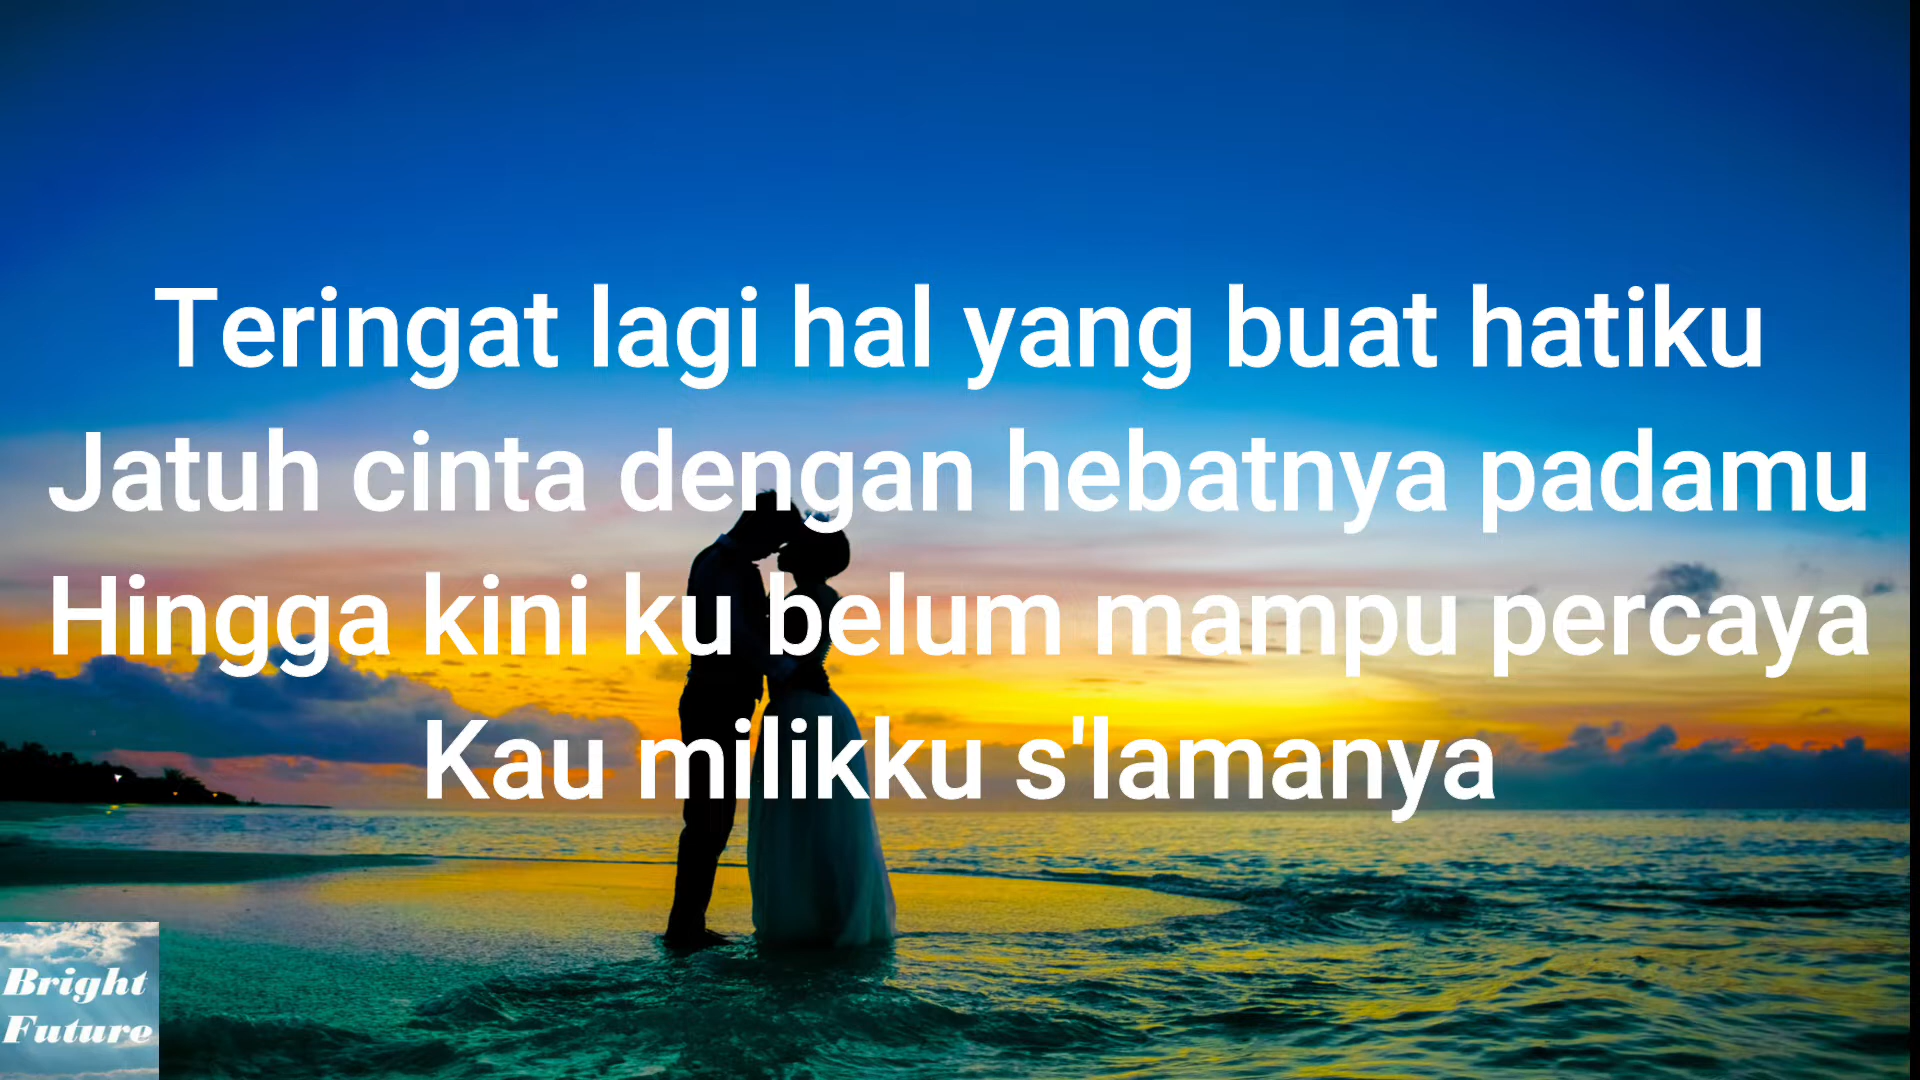 Teringat lagi hal yang buat hatiku
Jatuh cinta dengan hebatnya padamu
Hingga kini ku belum mampu percaya
Kau milikku s'lamanya
Bright
Future